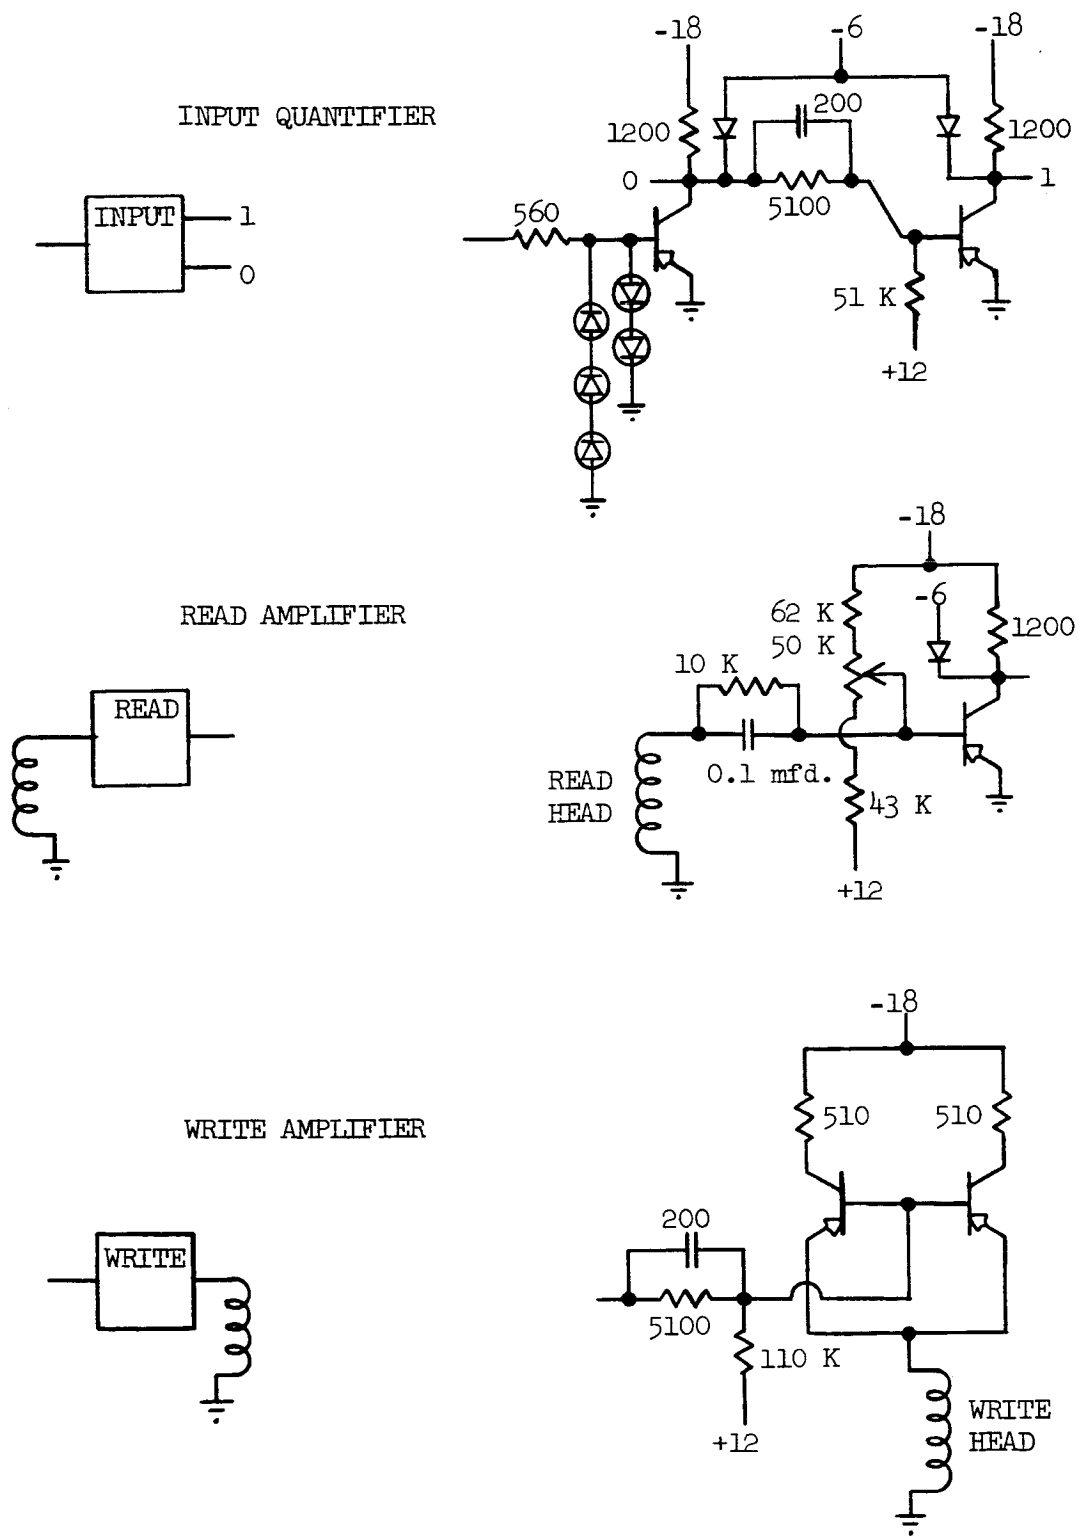 INPUT QUANTIFIER
INPUT
1
0
-18
-6
-18
200
1200
1200
0
1
5100
560
51 K
+12
READ AMPLIFIER
READ
-18
-6
62 K
50 K
1200
10 K
0.1 mfd.
READ
HEAD
43 K
+12
WRITE AMPLIFIER
WRITE
-18
510
510
200
5100
110 K
+12
WRITE
HEAD